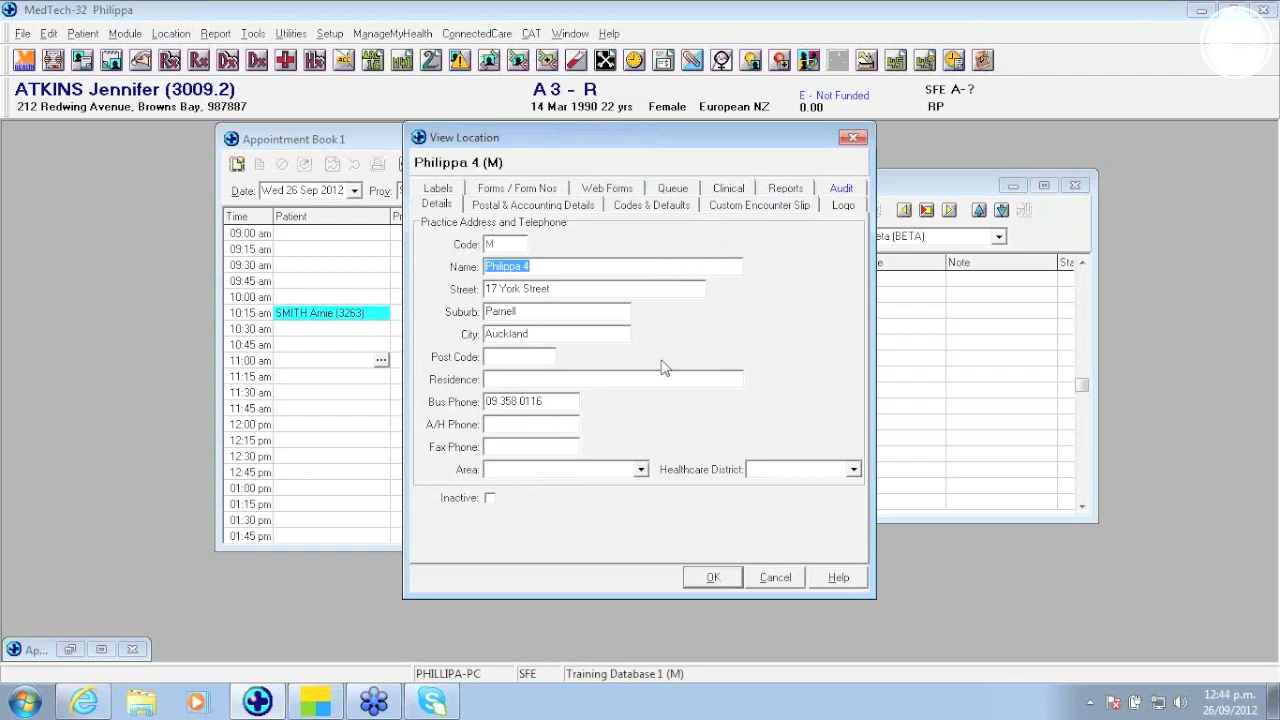 MedTech-32 Philippa
File Edit Patient Module Location Report Tools Utilities Setup ManageMyHealth ConnectedCare CAT Window Help
ATKINS Jennifer (3009.2) A 3 - R SFE A-?
212 Redwing Avenue, Browns Bay, 987887 14 Mar 1990 22 yrs Female European NZ E - Not Funded 0.00 RP
Appointment Book 1
Date: Wed 26 Sep 2012
Time Patient
09:00 am
09:15 am
09:30 am
09:45 am
10:00 am
10:15 am SMITH Arnie (3263)
10:30 am
10:45 am
11:00 am ...
11:15 am
11:30 am
11:45 am
12:00 pm
12:15 pm
12:30 pm
12:45 pm
01:00 pm
01:15 pm
01:30 pm
01:45 pm
View Location
Philippa 4 (M)
Labels Forms / Form Nos Web Forms Queue Clinical Reports Audit
Details Postal & Accounting Details Codes & Defaults Custom Encounter Slip Logo
Practice Address and Telephone
Code: M
Name: Philippa 4
Street: 17 York Street
Suburb: Parnell
City: Auckland
Post Code:
Residence:
Bus Phone: 09 358 0116
A/H Phone:
Fax Phone:
Area: Healthcare District:
Inactive:
OK Cancel Help
eta (BETA)
Note Sta
Ap...
PHILLIPA-PC SFE Training Database 1 (M)
12:44 p.m.
26/09/2012